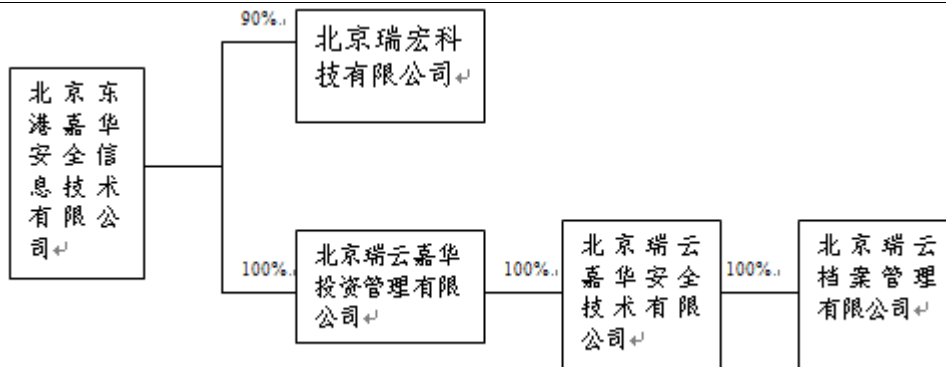 90%
北京瑞宏科
技有限公司
北京东
港嘉华
安全信
息技术
有限公
司
100%
北京瑞云嘉华
投资管理有限
公司
100%
北京瑞云
嘉华安全
技术有限
公司
100%
北京瑞云
档案管理
有限公司